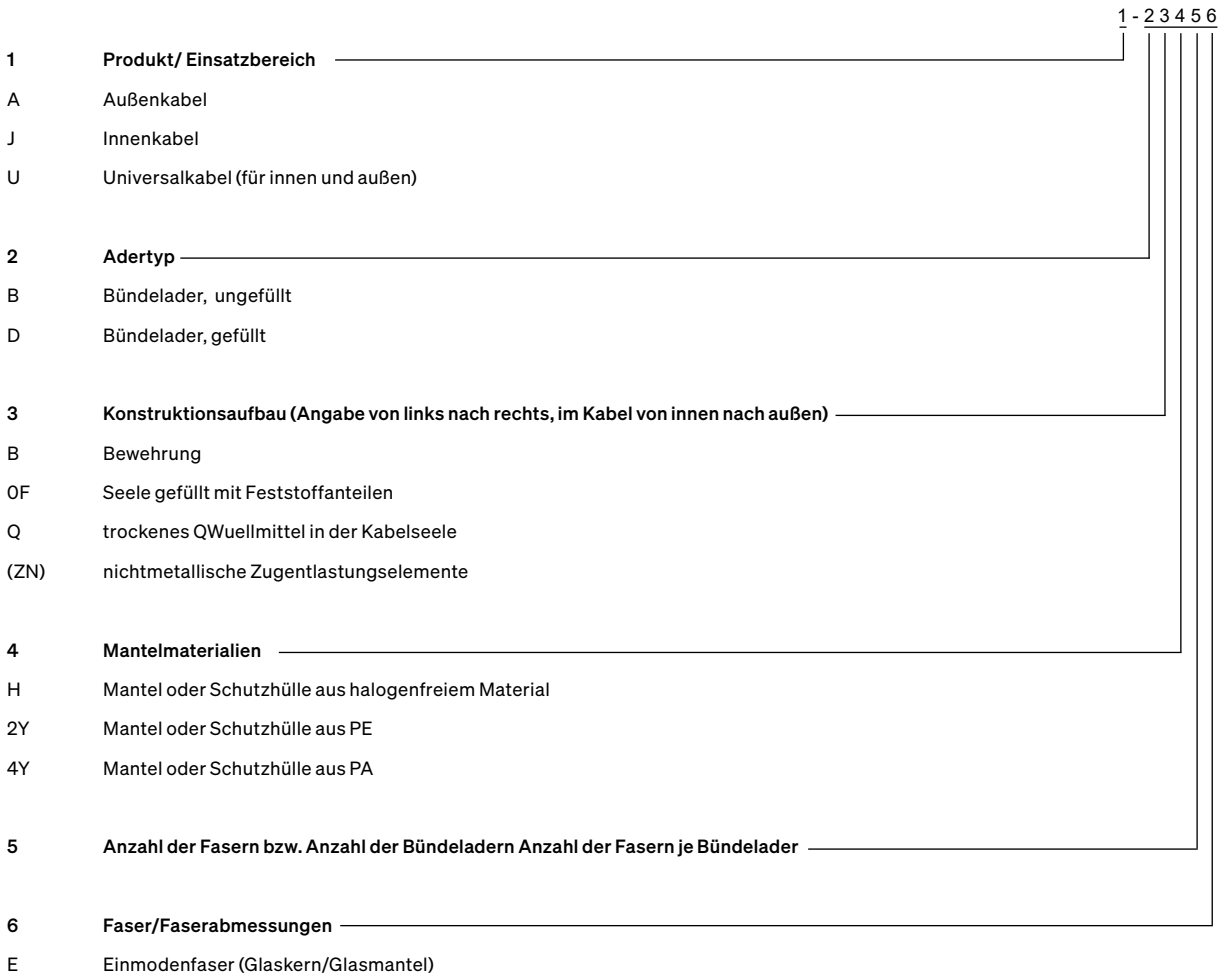 1 - 2 3 4 5 6
1 Produkt/ Einsatzbereich
A Außenkabel
J Innenkabel
U Universalkabel (für innen und außen)
2 Adertyp
B Bündelader, ungefüllt
D Bündelader, gefüllt
3 Konstruktionsaufbau (Angabe von links nach rechts, im Kabel von innen nach außen)
B Bewehrung
0F Seele gefüllt mit Feststoffanteilen
Q trockenes QWuellmittel in der Kabelseele
(ZN) nichtmetallische Zugentlastungselemente
4 Mantelmaterialien
H Mantel oder Schutzhülle aus halogenfreiem Material
2Y Mantel oder Schutzhülle aus PE
4Y Mantel oder Schutzhülle aus PA
5 Anzahl der Fasern bzw. Anzahl der Bündeladern Anzahl der Fasern je Bündelader
6 Faser/Faserabmessungen
E Einmodenfaser (Glaskern/Glasmantel)